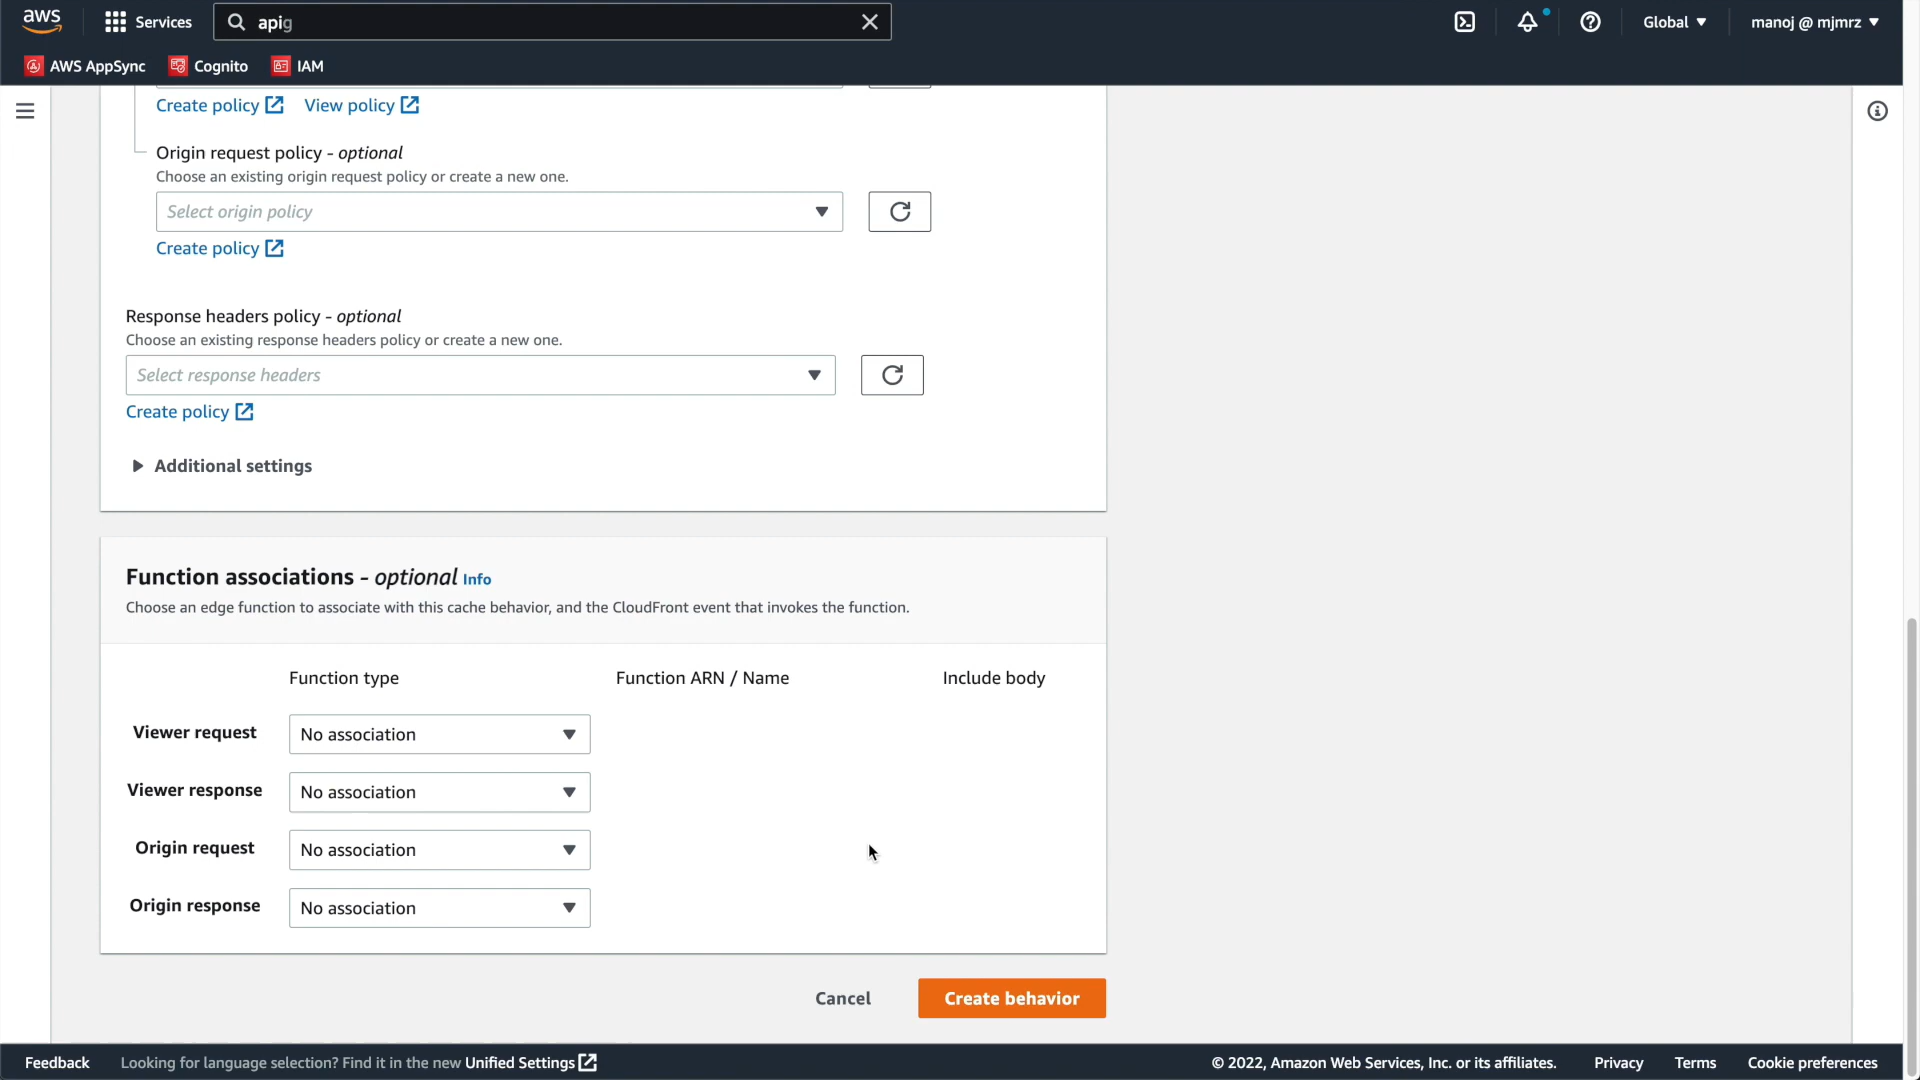 aws Services apig Global manoj @ mjmrz
AWS AppSync Cognito IAM
Create policy View policy
Origin request policy - optional
Choose an existing origin request policy or create a new one.
Select origin policy
Create policy
Response headers policy - optional
Choose an existing response headers policy or create a new one.
Select response headers
Create policy
Additional settings
Function associations - optional Info
Choose an edge function to associate with this cache behavior, and the CloudFront event that invokes the function.
Function type Function ARN / Name Include body
Viewer request No association
Viewer response No association
Origin request No association
Origin response No association
Cancel Create behavior
Feedback Looking for language selection? Find it in the new Unified Settings © 2022, Amazon Web Services, Inc. or its affiliates. Privacy Terms Cookie preferences